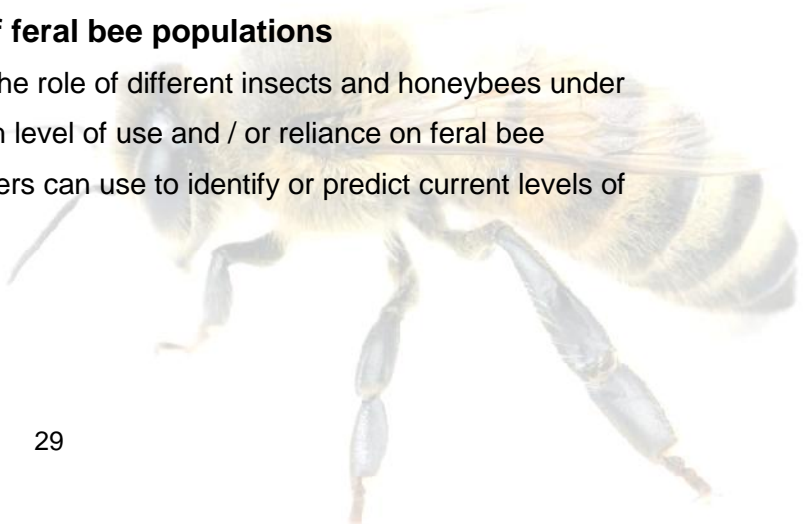 f feral bee populations
he role of different insects and honeybees under
n level of use and / or reliance on feral bee
ers can use to identify or predict current levels of
29